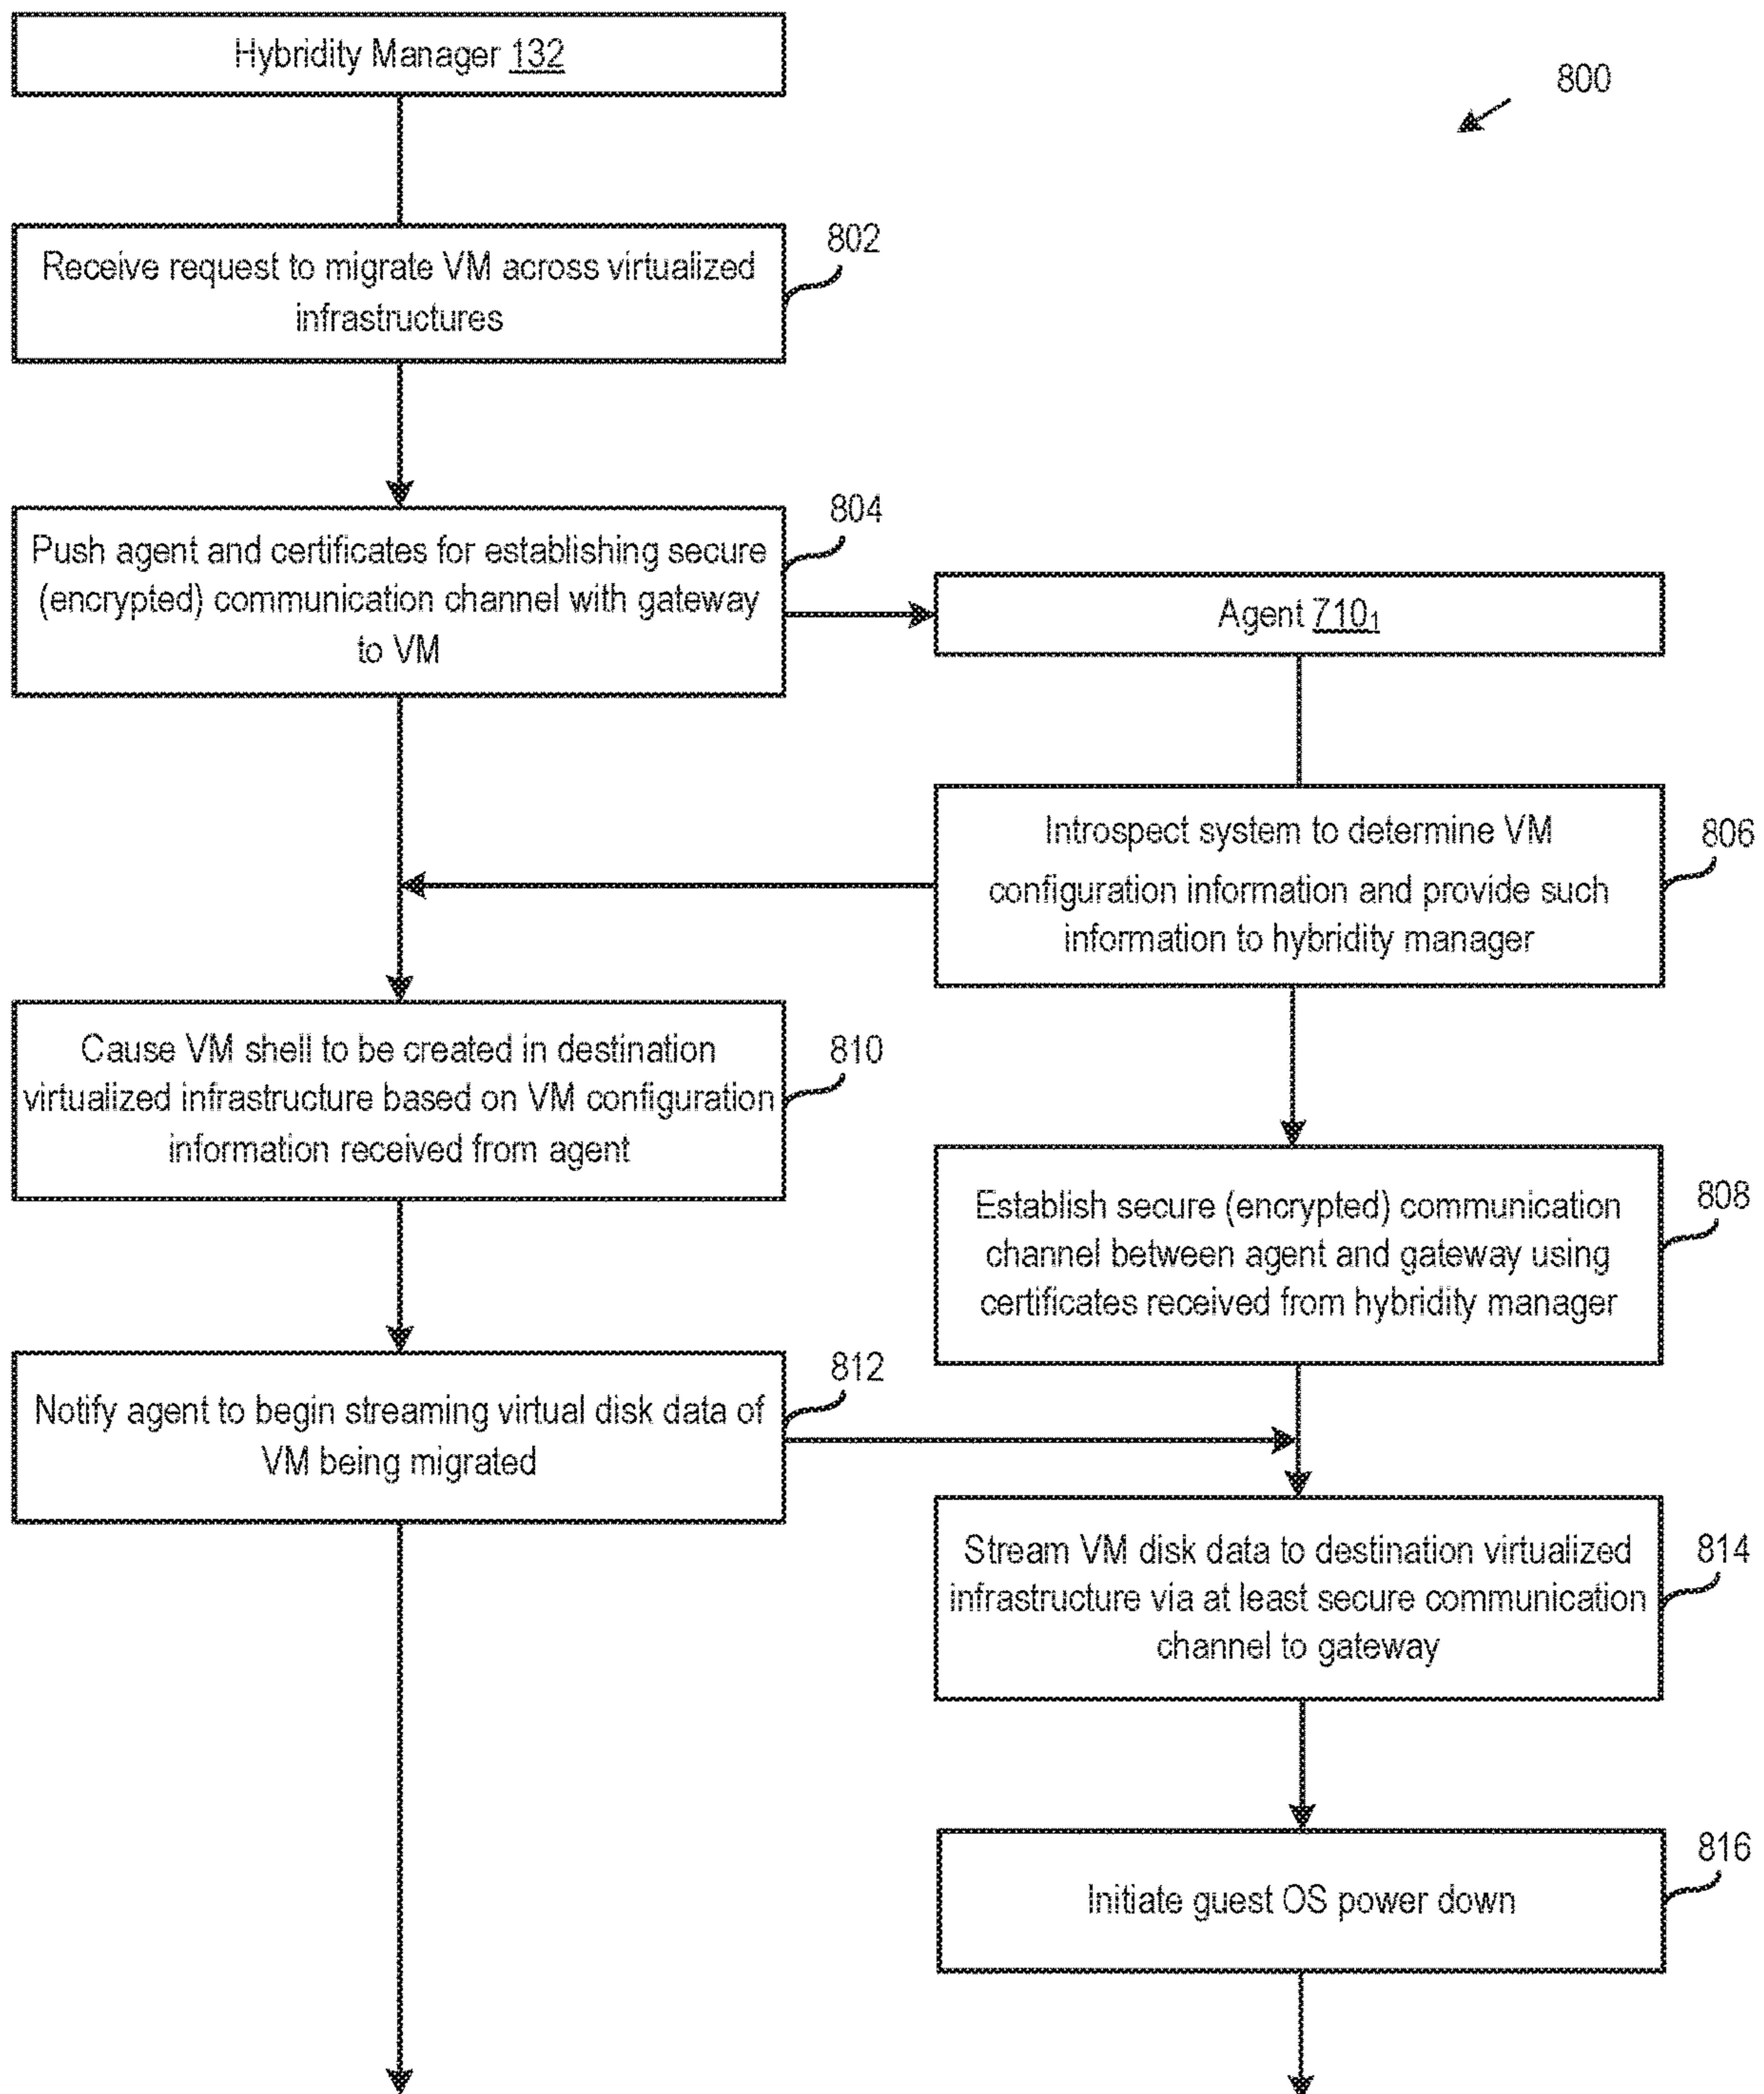 Hybridity Manager 132
800
802
Receive request to migrate VM across virtualized
infrastructures
804
Push agent and certificates for establishing secure
(encrypted) communication channel with gateway
to VM
Agent 710₁
806
Introspect system to determine VM
configuration information and provide such
information to hybridity manager
810
Cause VM shell to be created in destination
virtualized infrastructure based on VM configuration
information received from agent
808
Establish secure (encrypted) communication
channel between agent and gateway using
certificates received from hybridity manager
812
Notify agent to begin streaming virtual disk data of
VM being migrated
814
Stream VM disk data to destination virtualized
infrastructure via at least secure communication
channel to gateway
816
Initiate guest OS power down